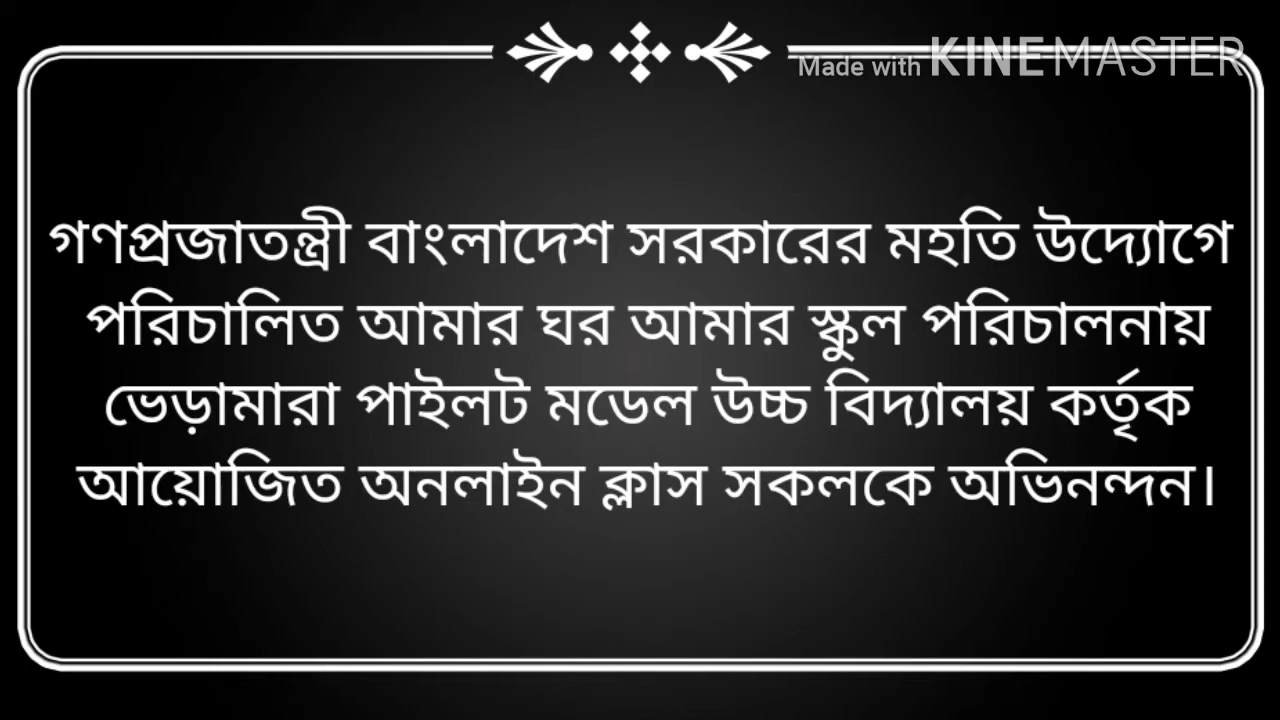 Made with KINEMASTER
গণপ্রজাতন্ত্রী বাংলাদেশ সরকারের মহতি উদ্যোগে
পরিচালিত আমার ঘর আমার স্কুল পরিচালনায়
ভেড়ামারা পাইলট মডেল উচ্চ বিদ্যালয় কর্তৃক
আয়োজিত অনলাইন ক্লাস সকলকে অভিনন্দন।